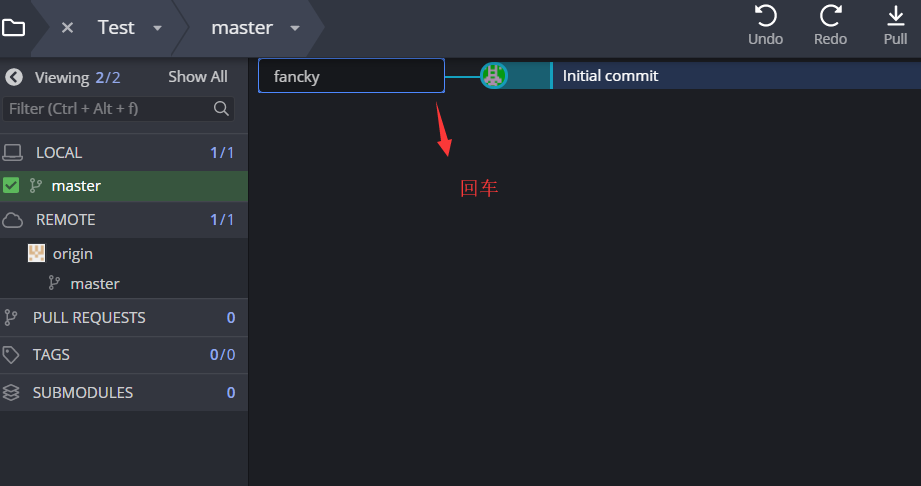 Test
master
Undo
Redo
Pull
Viewing 2/2
Show All
Filter (Ctrl + Alt + f)
LOCAL 1/1
master
REMOTE 1/1
origin
master
PULL REQUESTS 0
TAGS 0/0
SUBMODULES 0
fancky
Initial commit
回车